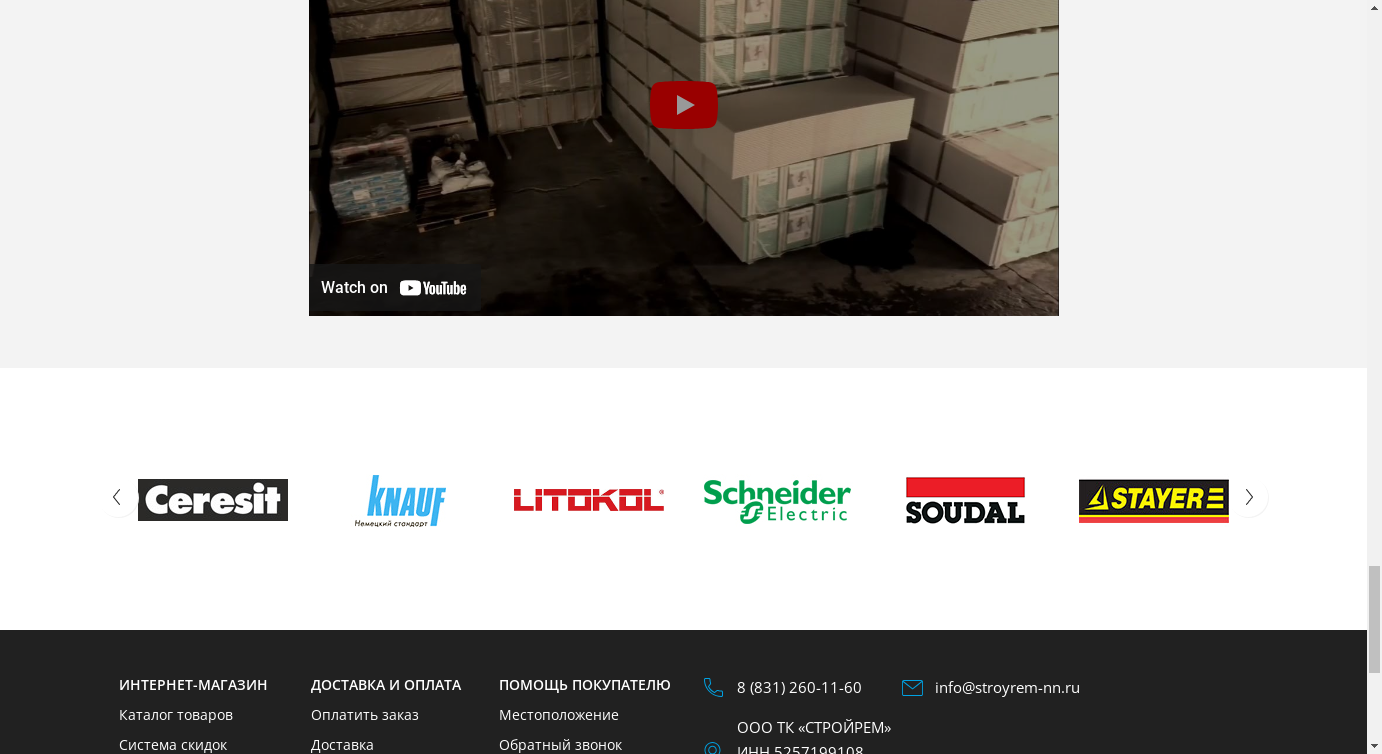 Watch on YouTube
Ceresit
KNAUF
Немецкий стандарт
LITOKOL®
Schneider
Electric
SOUDAL
STAYER
ИНТЕРНЕТ-МАГАЗИН
Каталог товаров
Система скидок
ДОСТАВКА И ОПЛАТА
Оплатить заказ
Доставка
ПОМОЩЬ ПОКУПАТЕЛЮ
Местоположение
Обратный звонок
8 (831) 260-11-60
info@stroyrem-nn.ru
ООО ТК «СТРОЙРЕМ»
ИНН 5257199108